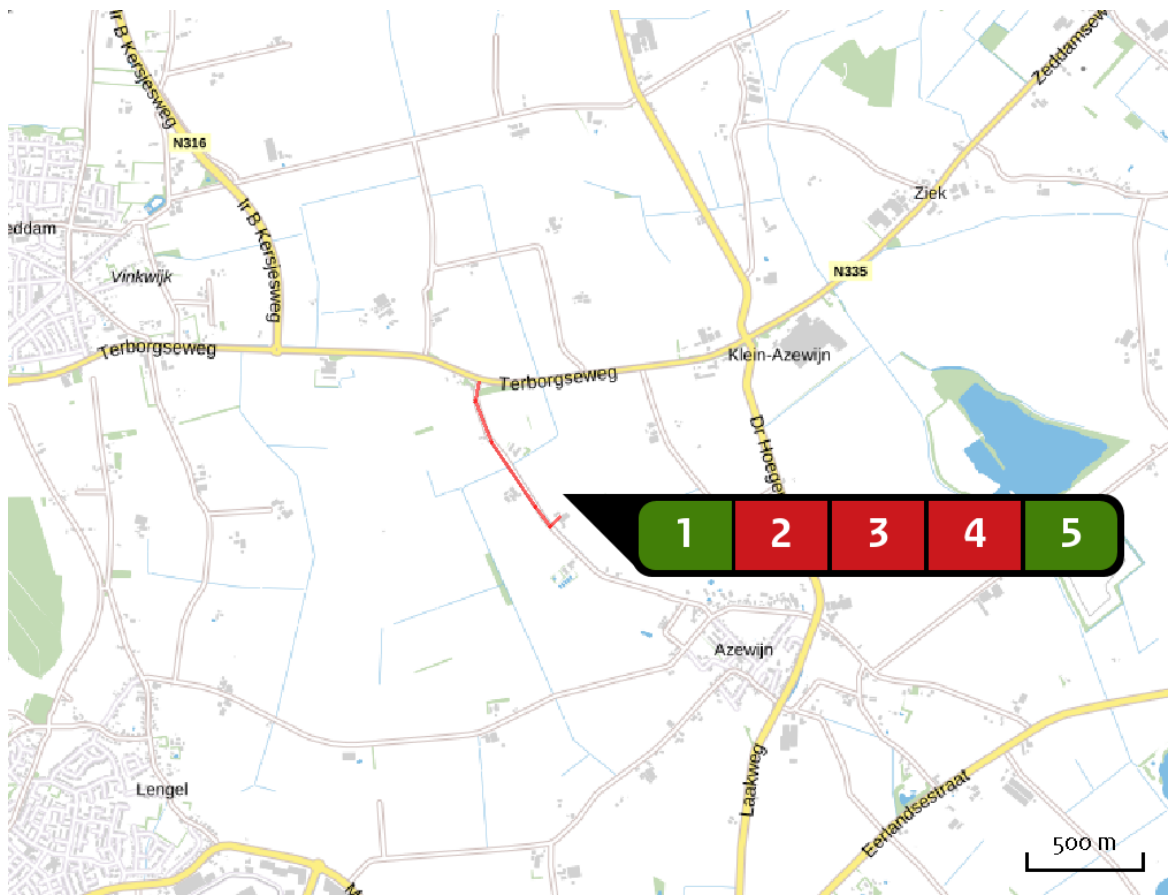 Ir B Kersjesweg
N316
Zeddamsew
Ziek
eddam
Ir B Kersjesweg
Vinkwijk
N335
Terborgseweg
Klein-Azewijn
Terborgseweg
Dr Hoege
1 2 3 4 5
Azewijn
Laakweg
Lengel
Eerlandsestraat
500 m
M